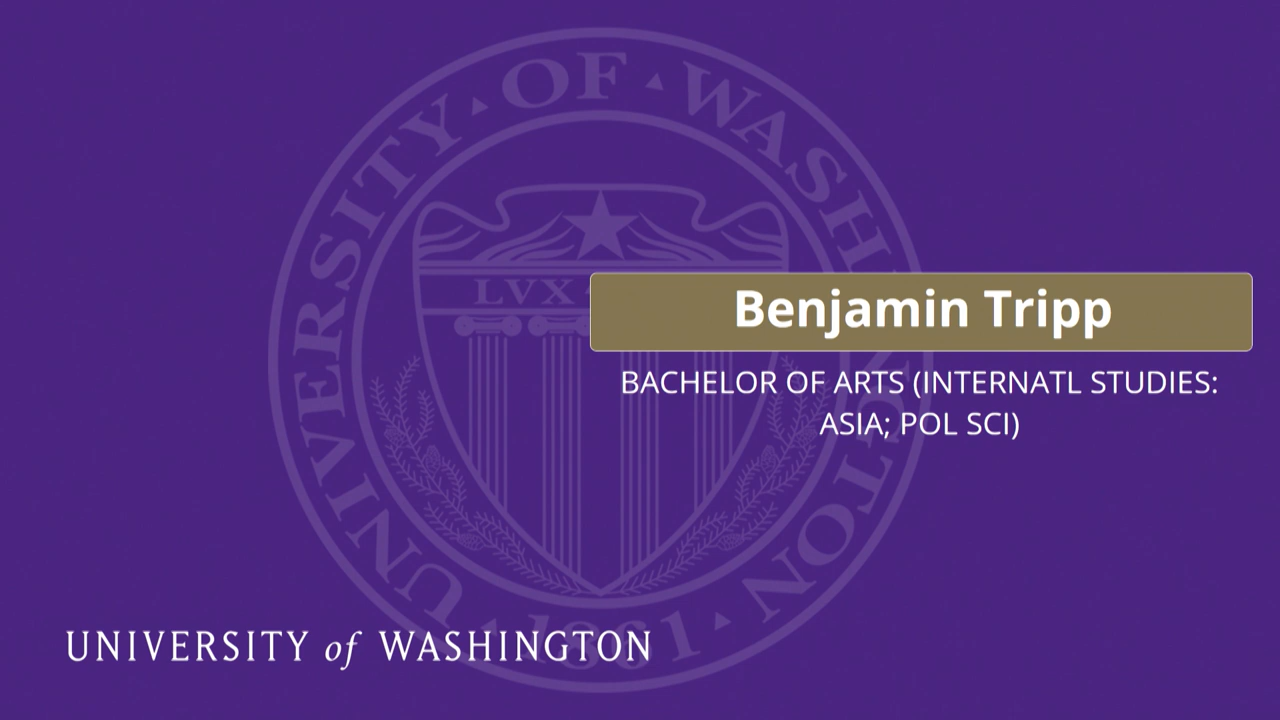 UNIVERSITY OF WASHINGTON
LVX
Benjamin Tripp
BACHELOR OF ARTS (INTERNATL STUDIES:
ASIA; POL SCI)
1861
UNIVERSITY of WASHINGTON